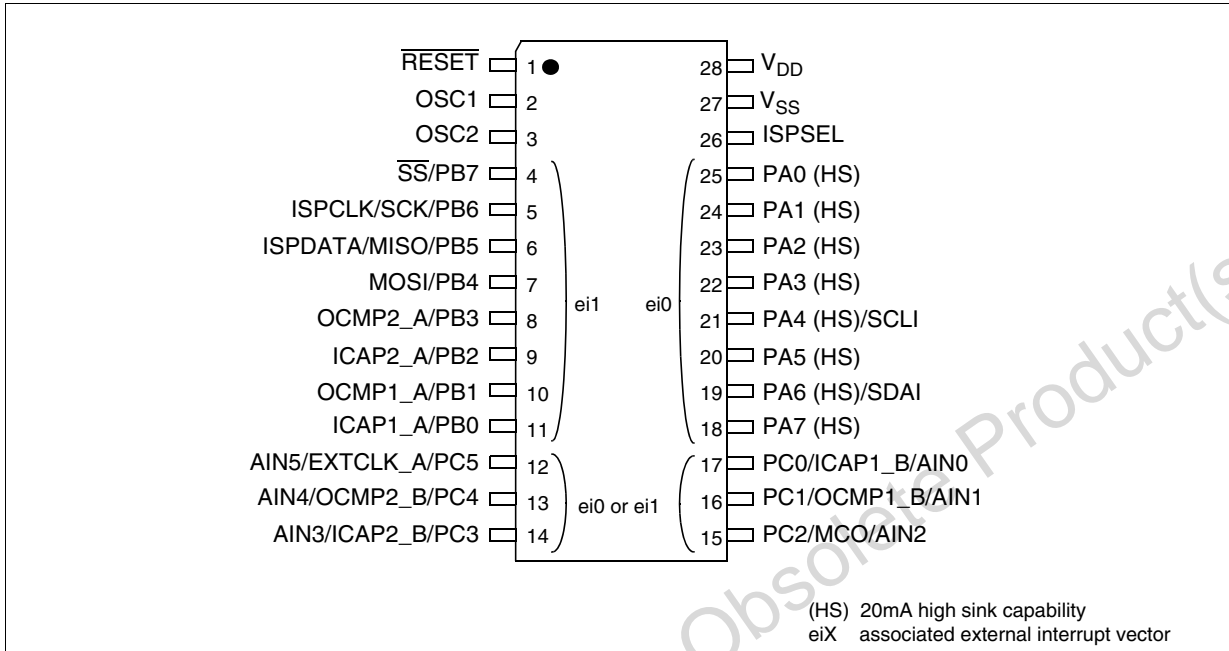 RESET 1 28 VDD
OSC1 2 27 VSS
OSC2 3 26 ISPSEL
SS/PB7 4 25 PA0 (HS)
ISPCLK/SCK/PB6 5 24 PA1 (HS)
ISPDATA/MISO/PB5 6 23 PA2 (HS)
MOSI/PB4 7 22 PA3 (HS)
ei1 ei0
OCMP2_A/PB3 8 21 PA4 (HS)/SCLI
ICAP2_A/PB2 9 20 PA5 (HS)
OCMP1_A/PB1 10 19 PA6 (HS)/SDAI
ICAP1_A/PB0 11 18 PA7 (HS)
AIN5/EXTCLK_A/PC5 12 17 PC0/ICAP1_B/AIN0
AIN4/OCMP2_B/PC4 13 ei0 or ei1 16 PC1/OCMP1_B/AIN1
AIN3/ICAP2_B/PC3 14 15 PC2/MCO/AIN2
(HS) 20mA high sink capability
eiX associated external interrupt vector
Obsolete Product(s